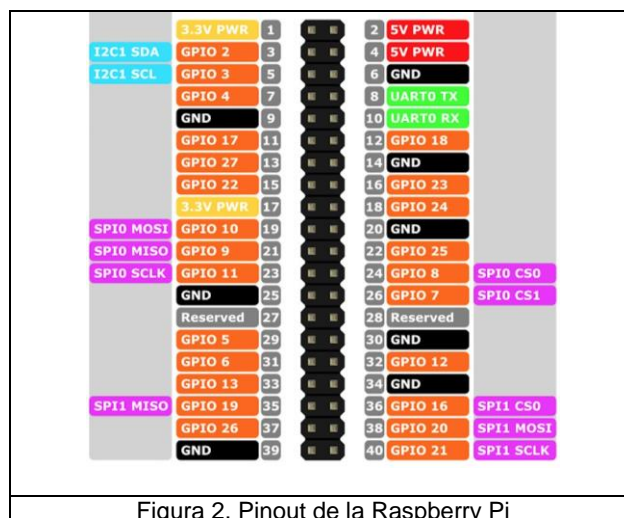 3.3V PWR 1 2 5V PWR
I2C1 SDA GPIO 2 3 4 5V PWR
I2C1 SCL GPIO 3 5 6 GND
GPIO 4 7 8 UART0 TX
GND 9 10 UART0 RX
GPIO 17 11 12 GPIO 18
GPIO 27 13 14 GND
GPIO 22 15 16 GPIO 23
3.3V PWR 17 18 GPIO 24
SPI0 MOSI GPIO 10 19 20 GND
SPI0 MISO GPIO 9 21 22 GPIO 25
SPI0 SCLK GPIO 11 23 24 GPIO 8 SPI0 CS0
GND 25 26 GPIO 7 SPI0 CS1
Reserved 27 28 Reserved
GPIO 5 29 30 GND
GPIO 6 31 32 GPIO 12
GPIO 13 33 34 GND
SPI1 MISO GPIO 19 35 36 GPIO 16 SPI1 CS0
GPIO 26 37 38 GPIO 20 SPI1 MOSI
GND 39 40 GPIO 21 SPI1 SCLK
Figura 2. Pinout de la Raspberry Pi